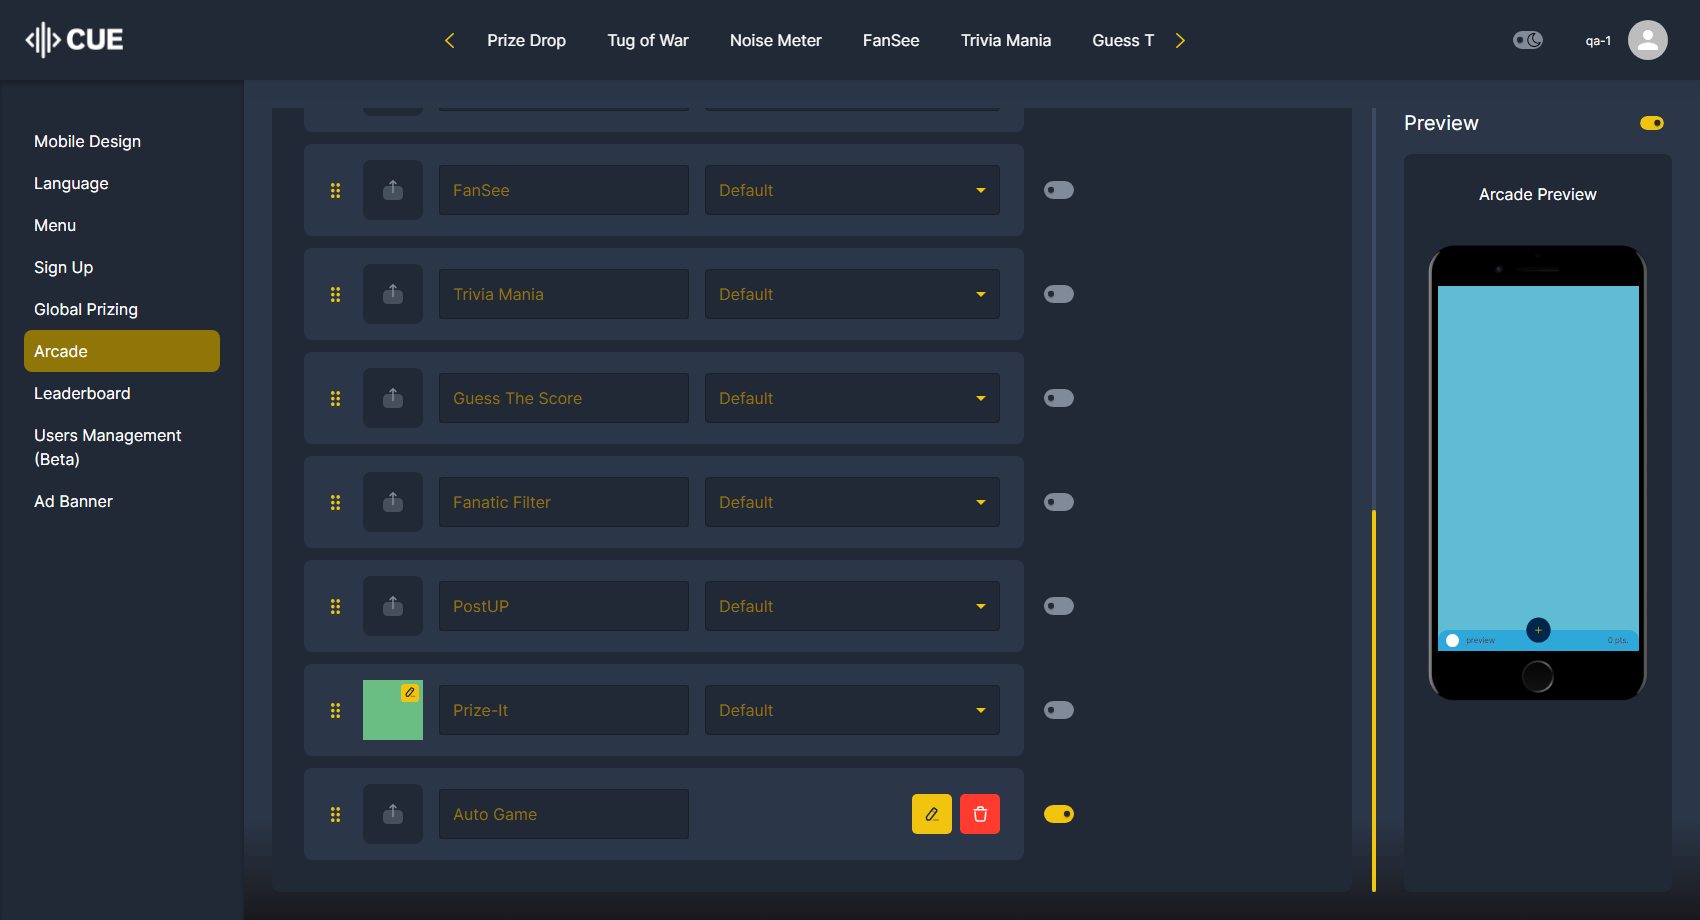 CUE
Prize Drop
Tug of War
Noise Meter
FanSee
Trivia Mania
Guess T
qa-1
Mobile Design
Language
Menu
Sign Up
Global Prizing
Arcade
Leaderboard
Users Management
(Beta)
Ad Banner
FanSee
Default
Trivia Mania
Default
Guess The Score
Default
Fanatic Filter
Default
PostUP
Default
Prize-It
Default
Auto Game
Preview
Arcade Preview
preview
0 pts.